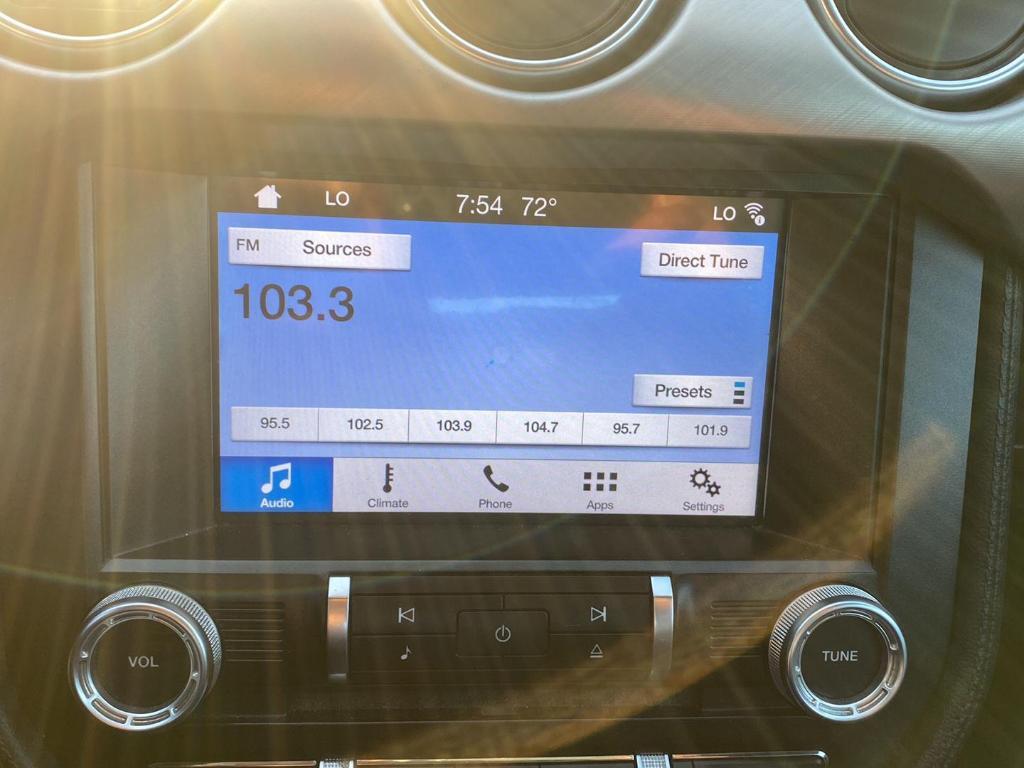 LO 7:54 72° LO
FM Sources Direct Tune
103.3
Presets
95.5 102.5 103.9 104.7 95.7 101.9
Audio Climate Phone Apps Settings
VOL TUNE